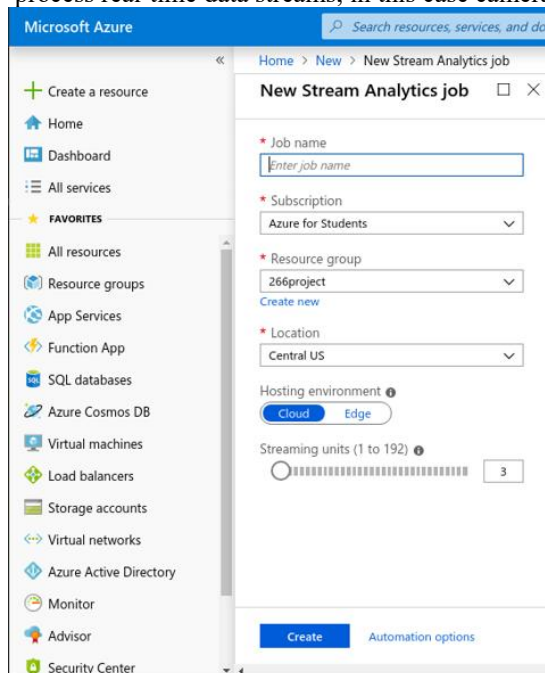 process real time data streams, in this case camera
Microsoft Azure
Search resources, services, and do
Home > New > New Stream Analytics job
New Stream Analytics job
Create a resource
Home
Dashboard
All services
FAVORITES
All resources
Resource groups
App Services
Function App
SQL databases
Azure Cosmos DB
Virtual machines
Load balancers
Storage accounts
Virtual networks
Azure Active Directory
Monitor
Advisor
Security Center
* Job name
Enter job name
* Subscription
Azure for Students
* Resource group
266project
Create new
* Location
Central US
Hosting environment
Cloud Edge
Streaming units (1 to 192)
3
Create Automation options